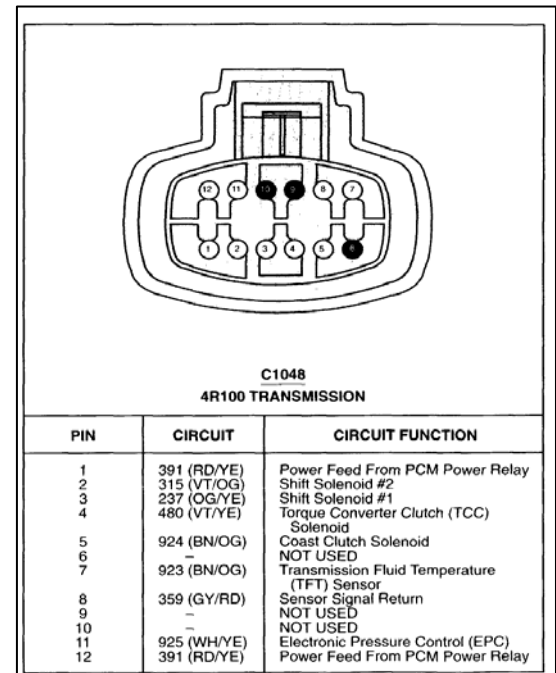 12 11 10 9 8 7
1 2 3 4 5 6
C1048
4R100 TRANSMISSION
PIN CIRCUIT CIRCUIT FUNCTION
1 391 (RD/YE) Power Feed From PCM Power Relay
2 315 (VT/OG) Shift Solenoid #2
3 237 (OG/YE) Shift Solenoid #1
4 480 (VT/YE) Torque Converter Clutch (TCC)
Solenoid
5 924 (BN/OG) Coast Clutch Solenoid
6 – NOT USED
7 923 (BN/OG) Transmission Fluid Temperature
(TFT) Sensor
8 359 (GY/RD) Sensor Signal Return
9 – NOT USED
10 – NOT USED
11 925 (WH/YE) Electronic Pressure Control (EPC)
12 391 (RD/YE) Power Feed From PCM Power Relay